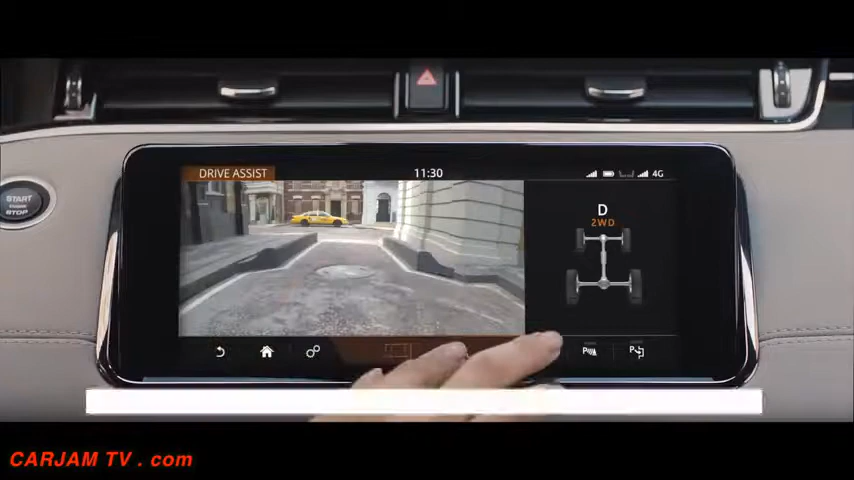 DRIVE ASSIST
11:30
4G
START
STOP
D
2WD
CARJAM TV . com